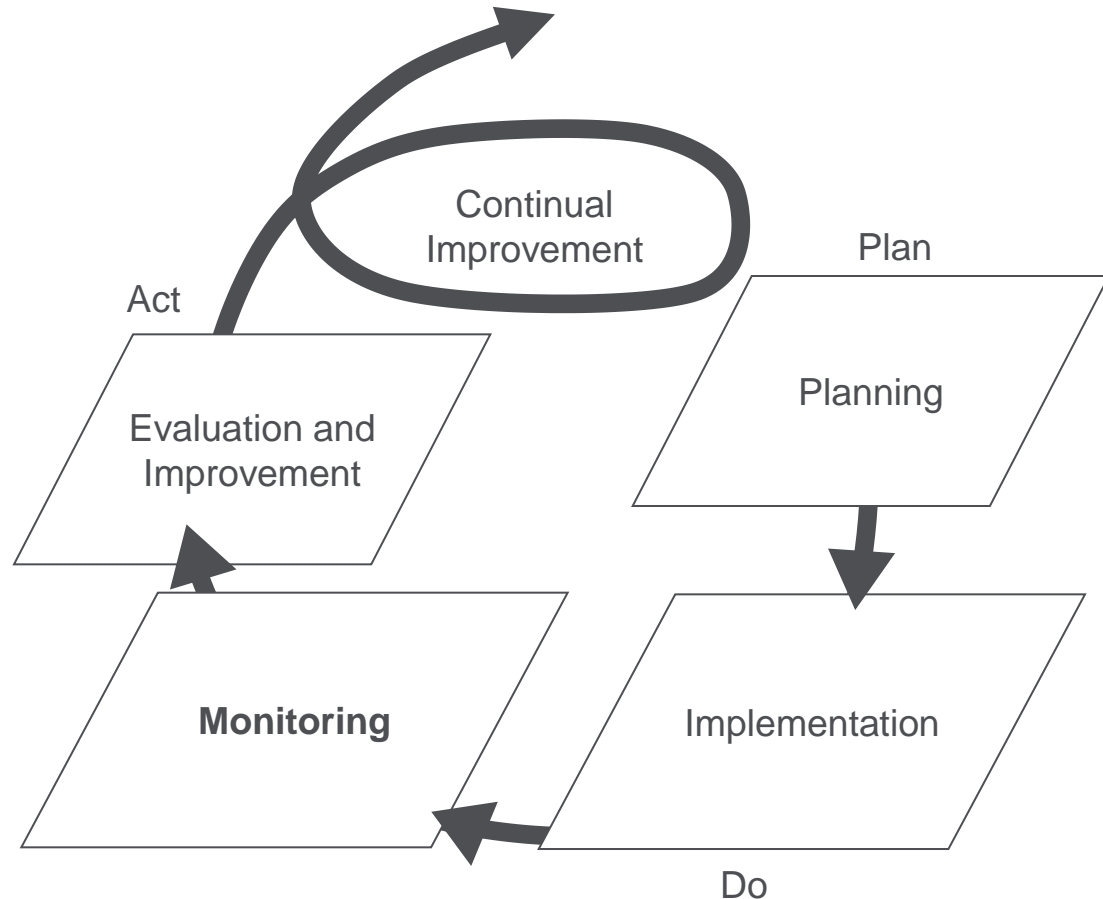 Continual
Improvement
Plan
Planning
Act
Evaluation and
Improvement
Monitoring
Implementation
Do